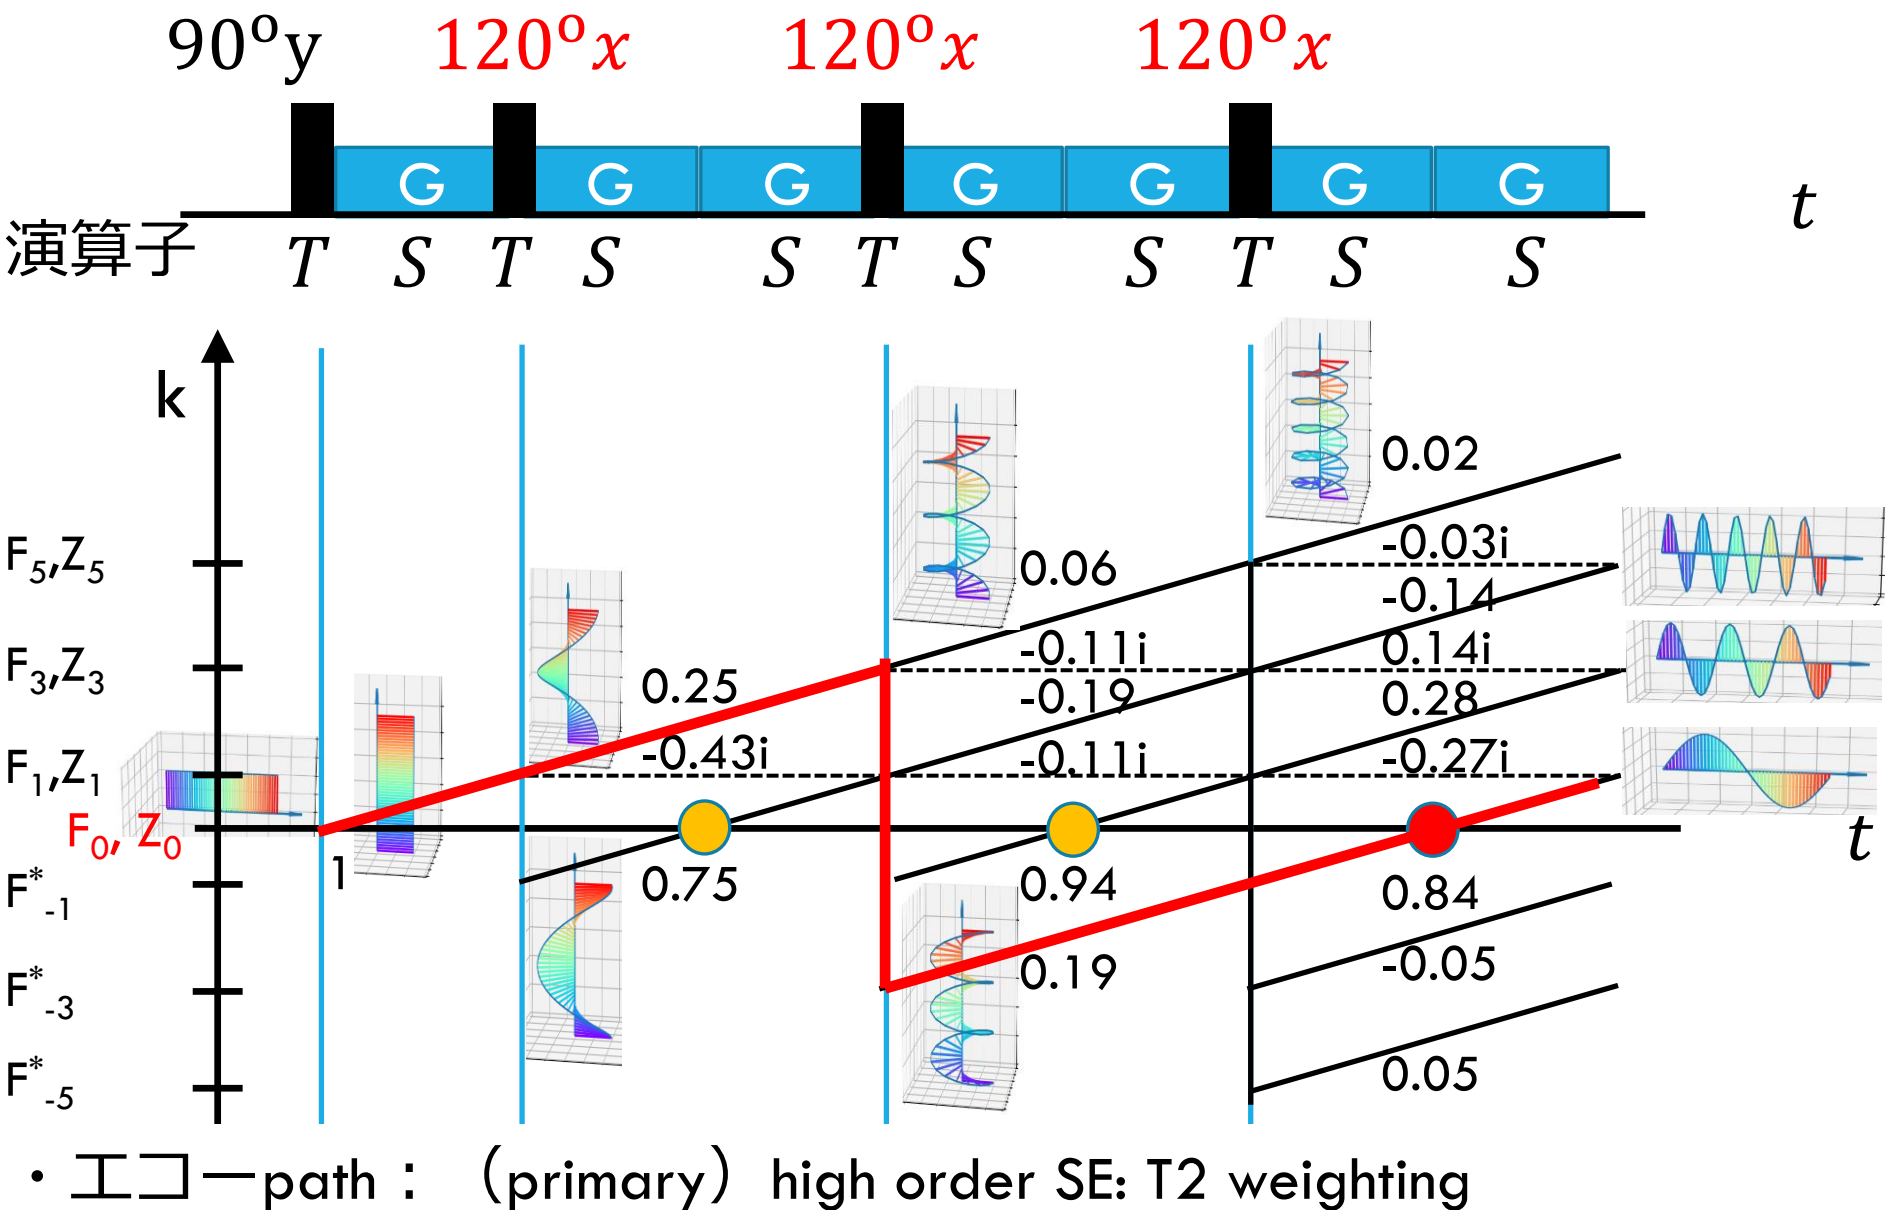 90°y 120°x 120°x 120°x
G G G G G G G
t
演算子 T S T S S T S S T S S
k
0.02
-0.03i
F5,Z5
0.06
-0.14
-0.11i
0.14i
F3,Z3
0.25
-0.19
0.28
-0.43i
-0.11i
-0.27i
F1,Z1
F0, Z0
t
1
F*-1
0.75
0.94
0.84
F*-3
0.19
-0.05
F*-5
0.05
・エコーpath：（primary）high order SE: T2 weighting